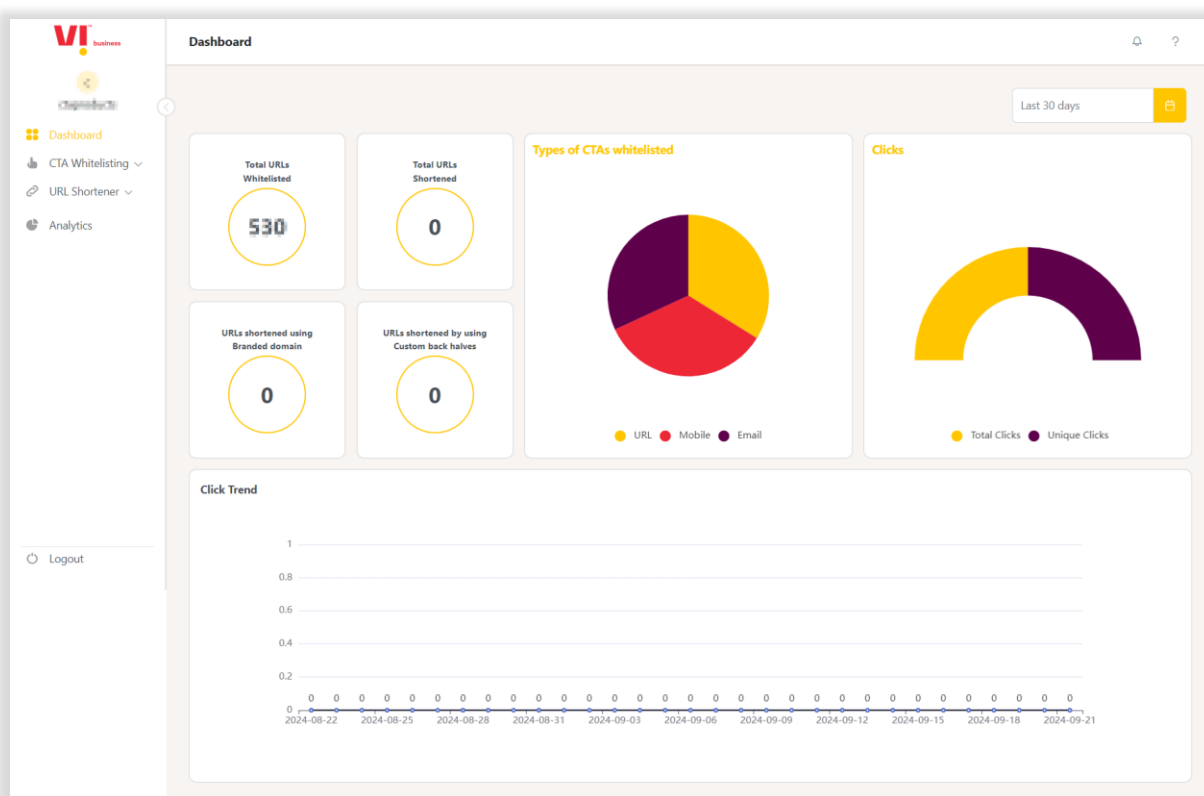 VI™ business
Dashboard
?
Dashboard
CTA Whitelisting
URL Shortener
Analytics
Logout
Last 30 days
Total URLs
Whitelisted
530
Total URLs
Shortened
0
URLs shortened using
Branded domain
0
URLs shortened by using
Custom back halves
0
Types of CTAs whitelisted
URL Mobile Email
Clicks
Total Clicks Unique Clicks
Click Trend
1
0.8
0.6
0.4
0.2
0
0 0 0 0 0 0 0 0 0 0 0 0 0 0 0 0 0 0 0 0 0 0 0 0 0 0 0 0 0 0 0
2024-08-22 2024-08-25 2024-08-28 2024-08-31 2024-09-03 2024-09-06 2024-09-09 2024-09-12 2024-09-15 2024-09-18 2024-09-21